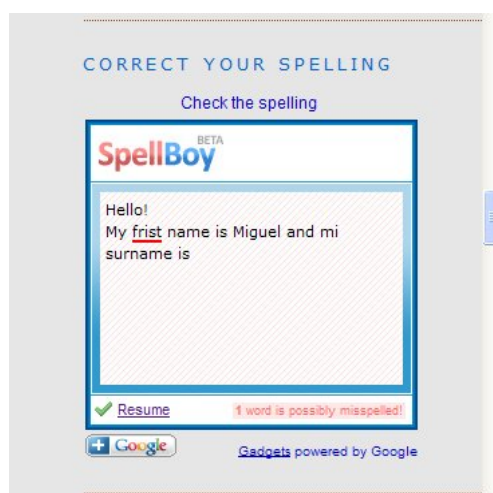 CORRECT YOUR SPELLING
Check the spelling
SpellBoy BETA
Hello!
My frist name is Miguel and mi
surname is
Resume
1 word is possibly misspelled!
Google
Gadgets powered by Google